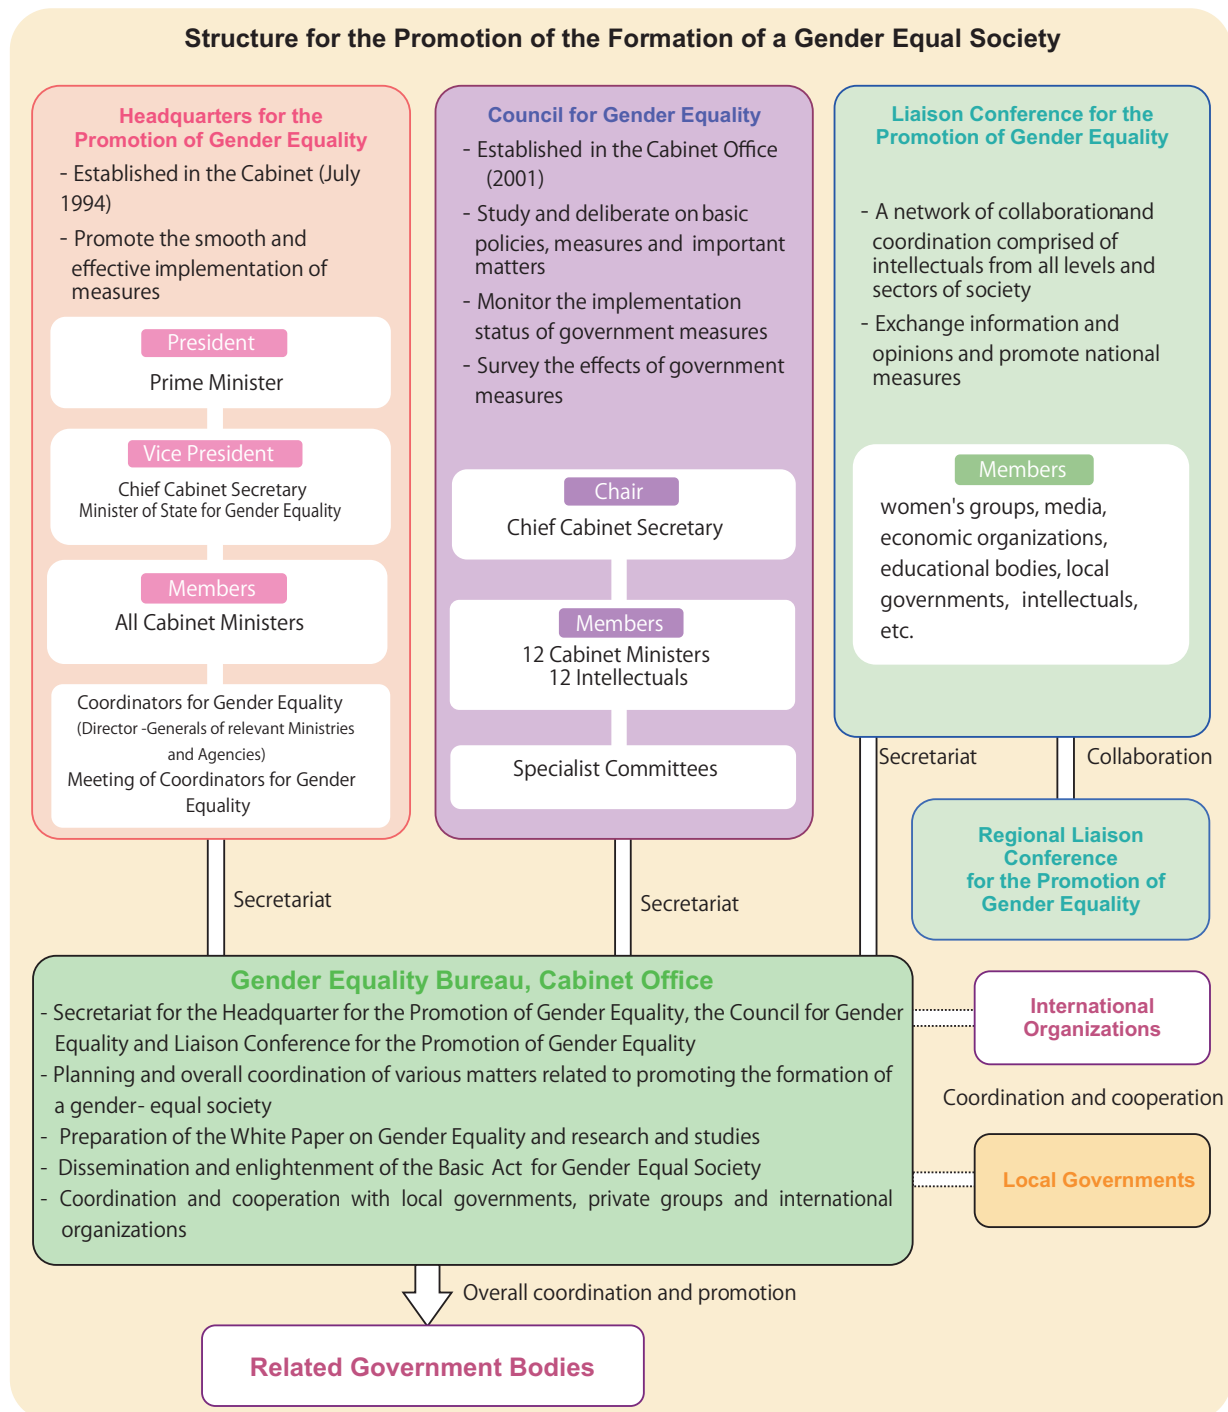 Structure for the Promotion of the Formation of a Gender Equal Society
Headquarters for the
Promotion of Gender Equality
- Established in the Cabinet (July
1994)
- Promote the smooth and
effective implementation of
measures
President
Prime Minister
Vice President
Chief Cabinet Secretary
Minister of State for Gender Equality
Members
All Cabinet Ministers
Coordinators for Gender Equality
(Director -Generals of relevant Ministries
and Agencies)
Meeting of Coordinators for Gender
Equality
Council for Gender Equality
- Established in the Cabinet Office
(2001)
- Study and deliberate on basic
policies, measures and important
matters
- Monitor the implementation
status of government measures
- Survey the effects of government
measures
Chair
Chief Cabinet Secretary
Members
12 Cabinet Ministers
12 Intellectuals
Specialist Committees
Liaison Conference for the
Promotion of Gender Equality
- A network of collaborationand
coordination comprised of
intellectuals from all levels and
sectors of society
- Exchange information and
opinions and promote national
measures
Members
women's groups, media,
economic organizations,
educational bodies, local
governments, intellectuals,
etc.
Secretariat
Collaboration
Regional Liaison
Conference
for the Promotion of
Gender Equality
Secretariat
Secretariat
Gender Equality Bureau, Cabinet Office
- Secretariat for the Headquarter for the Promotion of Gender Equality, the Council for Gender
Equality and Liaison Conference for the Promotion of Gender Equality
- Planning and overall coordination of various matters related to promoting the formation of
a gender- equal society
- Preparation of the White Paper on Gender Equality and research and studies
- Dissemination and enlightenment of the Basic Act for Gender Equal Society
- Coordination and cooperation with local governments, private groups and international
organizations
International
Organizations
Coordination and cooperation
Local Governments
Overall coordination and promotion
Related Government Bodies